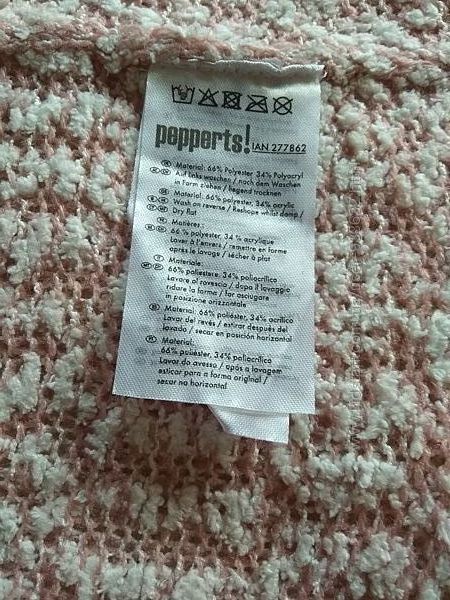 pepperts! IAN 277862
Material: 66% Polyester 34% Polyacryl
Auf Links waschen / nach dem Waschen
in Form ziehen / liegend trocknen
Material: 66% polyester, 34% acrylic
Wash on reverse / Reshape whilst damp /
Dry flat
Matières:
66 % polyester, 34 % acrylique
Laver à l'envers / remettre en forme
après le lavage / sécher à plat
Materiale:
66% poliestere, 34% poliacrilico
Lavare al rovescio / dopo il lavaggio
ridare la forma / far asciugare
in posizione orizzontale
Material: 66% poliéster, 34% acrílico
Lavar del revés / estirar después del
lavado / secar en posición horizontal
Material:
66% poliéster, 34% poliacrílico
Lavar do avesso / após a lavagem
esticar para a forma original /
secar na horizontal